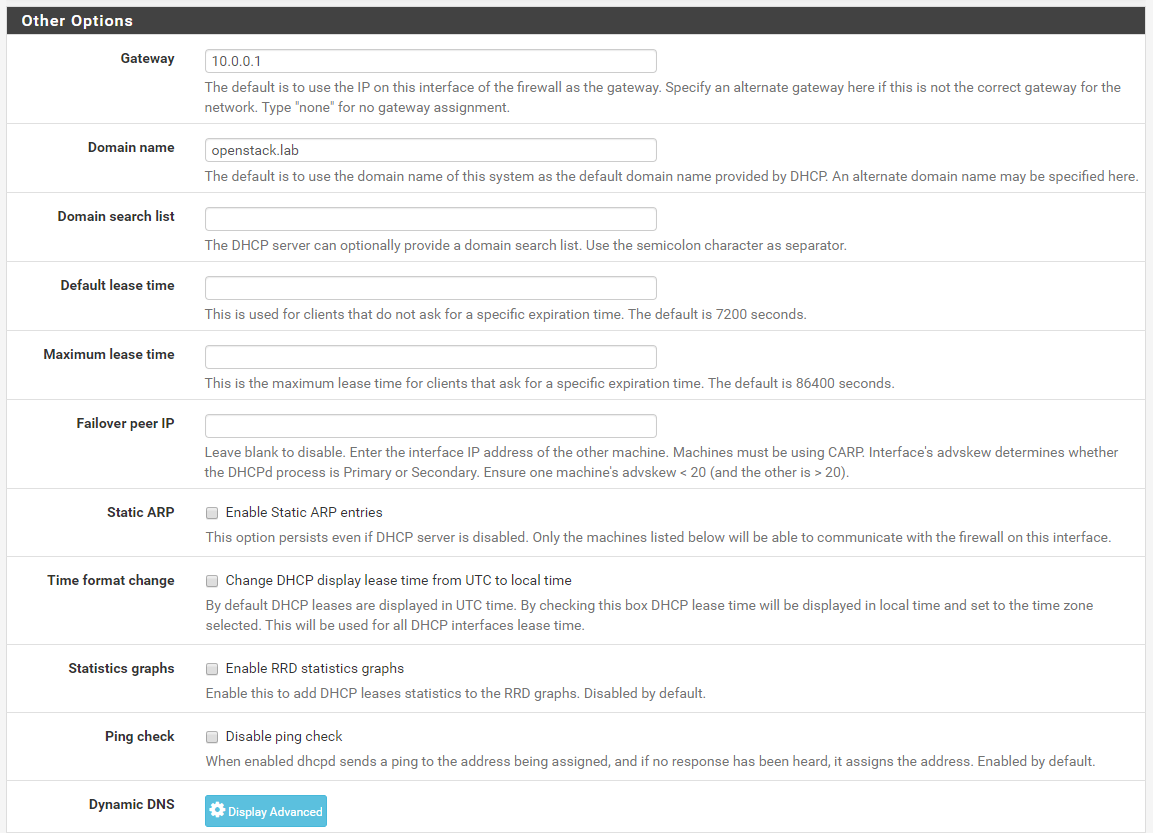 Other Options
Gateway
10.0.0.1
The default is to use the IP on this interface of the firewall as the gateway. Specify an alternate gateway here if this is not the correct gateway for the
network. Type "none" for no gateway assignment.
Domain name
openstack.lab
The default is to use the domain name of this system as the default domain name provided by DHCP. An alternate domain name may be specified here.
Domain search list
The DHCP server can optionally provide a domain search list. Use the semicolon character as separator.
Default lease time
This is used for clients that do not ask for a specific expiration time. The default is 7200 seconds.
Maximum lease time
This is the maximum lease time for clients that ask for a specific expiration time. The default is 86400 seconds.
Failover peer IP
Leave blank to disable. Enter the interface IP address of the other machine. Machines must be using CARP. Interface's advskew determines whether
the DHCPd process is Primary or Secondary. Ensure one machine's advskew < 20 (and the other is > 20).
Static ARP
Enable Static ARP entries
This option persists even if DHCP server is disabled. Only the machines listed below will be able to communicate with the firewall on this interface.
Time format change
Change DHCP display lease time from UTC to local time
By default DHCP leases are displayed in UTC time. By checking this box DHCP lease time will be displayed in local time and set to the time zone
selected. This will be used for all DHCP interfaces lease time.
Statistics graphs
Enable RRD statistics graphs
Enable this to add DHCP leases statistics to the RRD graphs. Disabled by default.
Ping check
Disable ping check
When enabled dhcpd sends a ping to the address being assigned, and if no response has been heard, it assigns the address. Enabled by default.
Dynamic DNS
Display Advanced